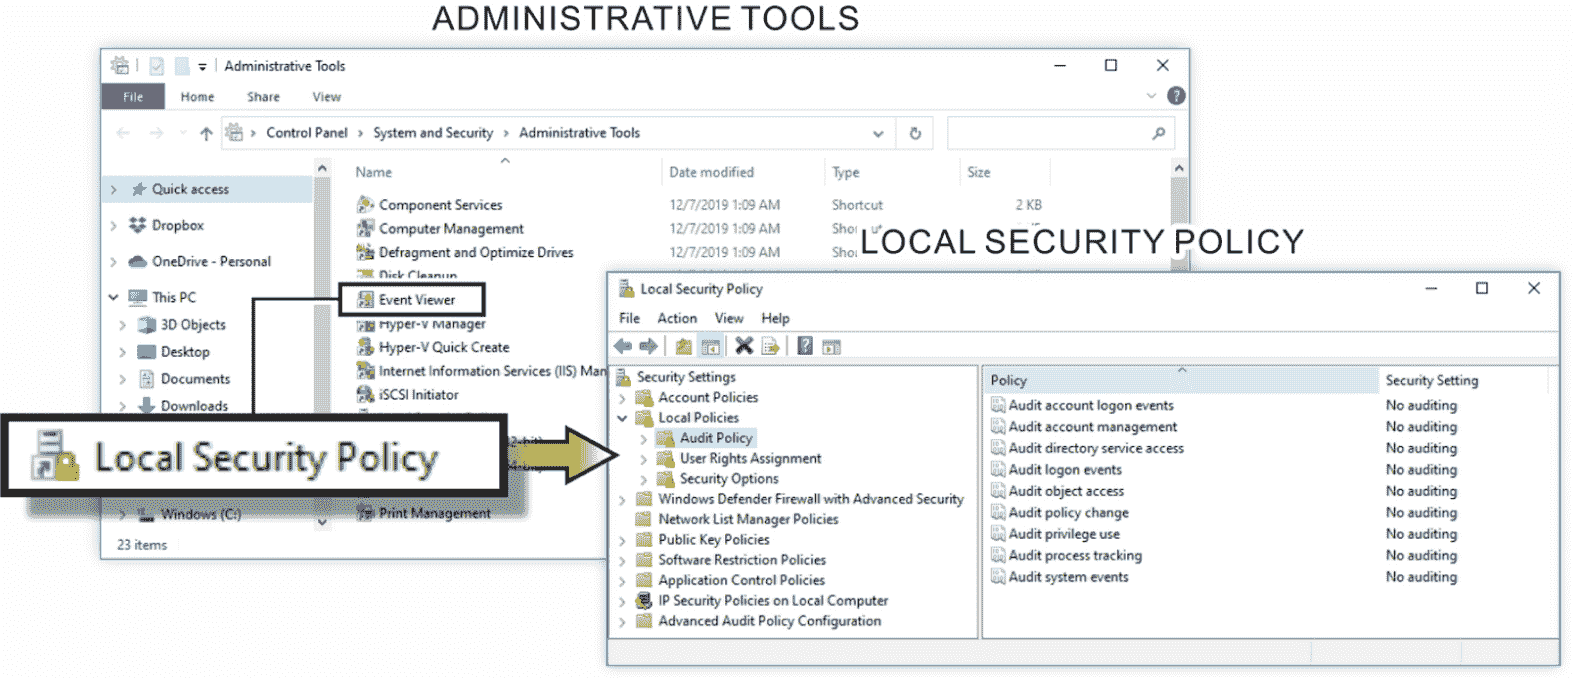 ADMINISTRATIVE TOOLS
Administrative Tools
File Home Share View
Control Panel > System and Security > Administrative Tools
Name Date modified Type Size
Quick access
Dropbox
OneDrive - Personal
This PC
3D Objects
Desktop
Documents
Downloads
Windows (C:)
Component Services 12/7/2019 1:09 AM Shortcut 2 KB
Computer Management 12/7/2019 1:09 AM
Defragment and Optimize Drives 12/7/2019 1:09 AM
Disk Cleanup
Event Viewer
Hyper-V Manager
Hyper-V Quick Create
Internet Information Services (IIS) Man
iSCSI Initiator
Local Security Policy
Print Management
23 items
LOCAL SECURITY POLICY
Local Security Policy
File Action View Help
Security Settings
Account Policies
Local Policies
Audit Policy
User Rights Assignment
Security Options
Windows Defender Firewall with Advanced Security
Network List Manager Policies
Public Key Policies
Software Restriction Policies
Application Control Policies
IP Security Policies on Local Computer
Advanced Audit Policy Configuration
Policy Security Setting
Audit account logon events No auditing
Audit account management No auditing
Audit directory service access No auditing
Audit logon events No auditing
Audit object access No auditing
Audit policy change No auditing
Audit privilege use No auditing
Audit process tracking No auditing
Audit system events No auditing